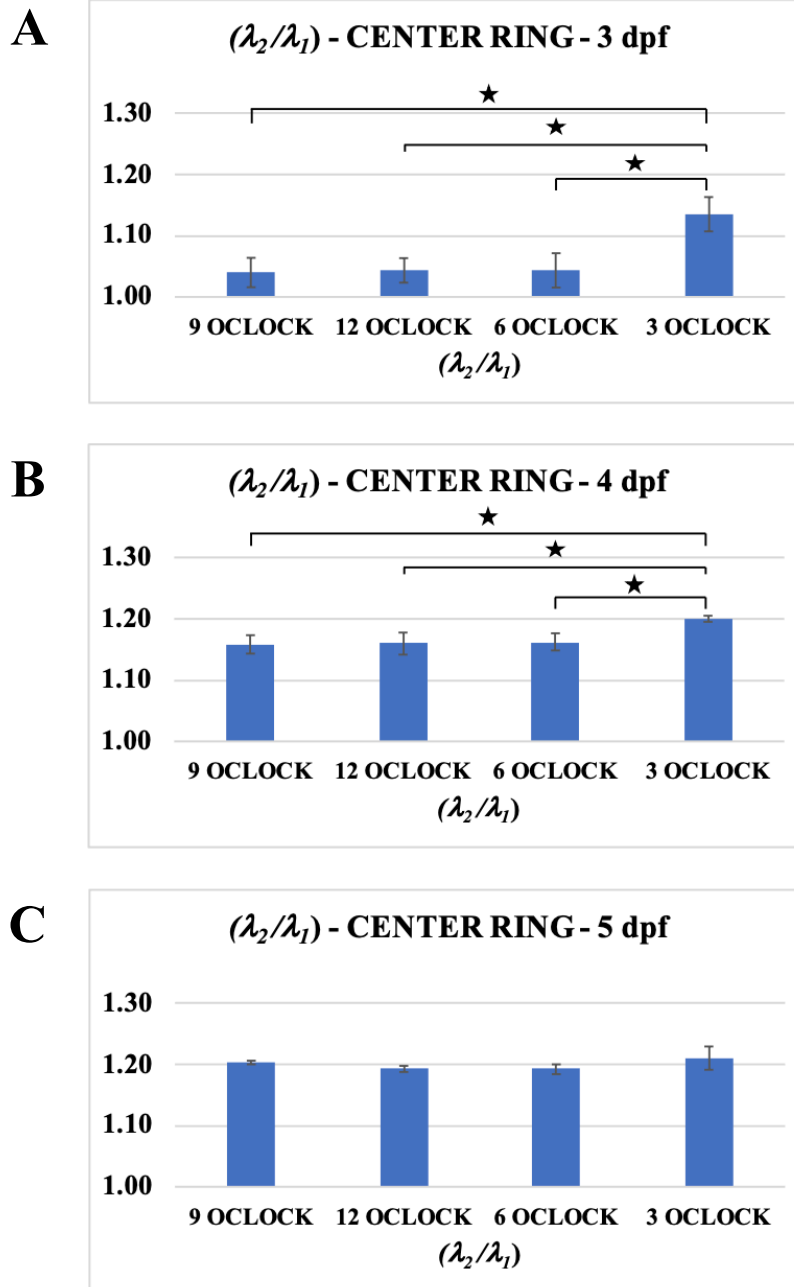 A
(λ2/λ1) - CENTER RING - 3 dpf
1.30
1.20
1.10
1.00
9 OCLOCK 12 OCLOCK 6 OCLOCK 3 OCLOCK
(λ2/λ1)
B
(λ2/λ1) - CENTER RING - 4 dpf
1.30
1.20
1.10
1.00
9 OCLOCK 12 OCLOCK 6 OCLOCK 3 OCLOCK
(λ2/λ1)
C
(λ2/λ1) - CENTER RING - 5 dpf
1.30
1.20
1.10
1.00
9 OCLOCK 12 OCLOCK 6 OCLOCK 3 OCLOCK
(λ2/λ1)